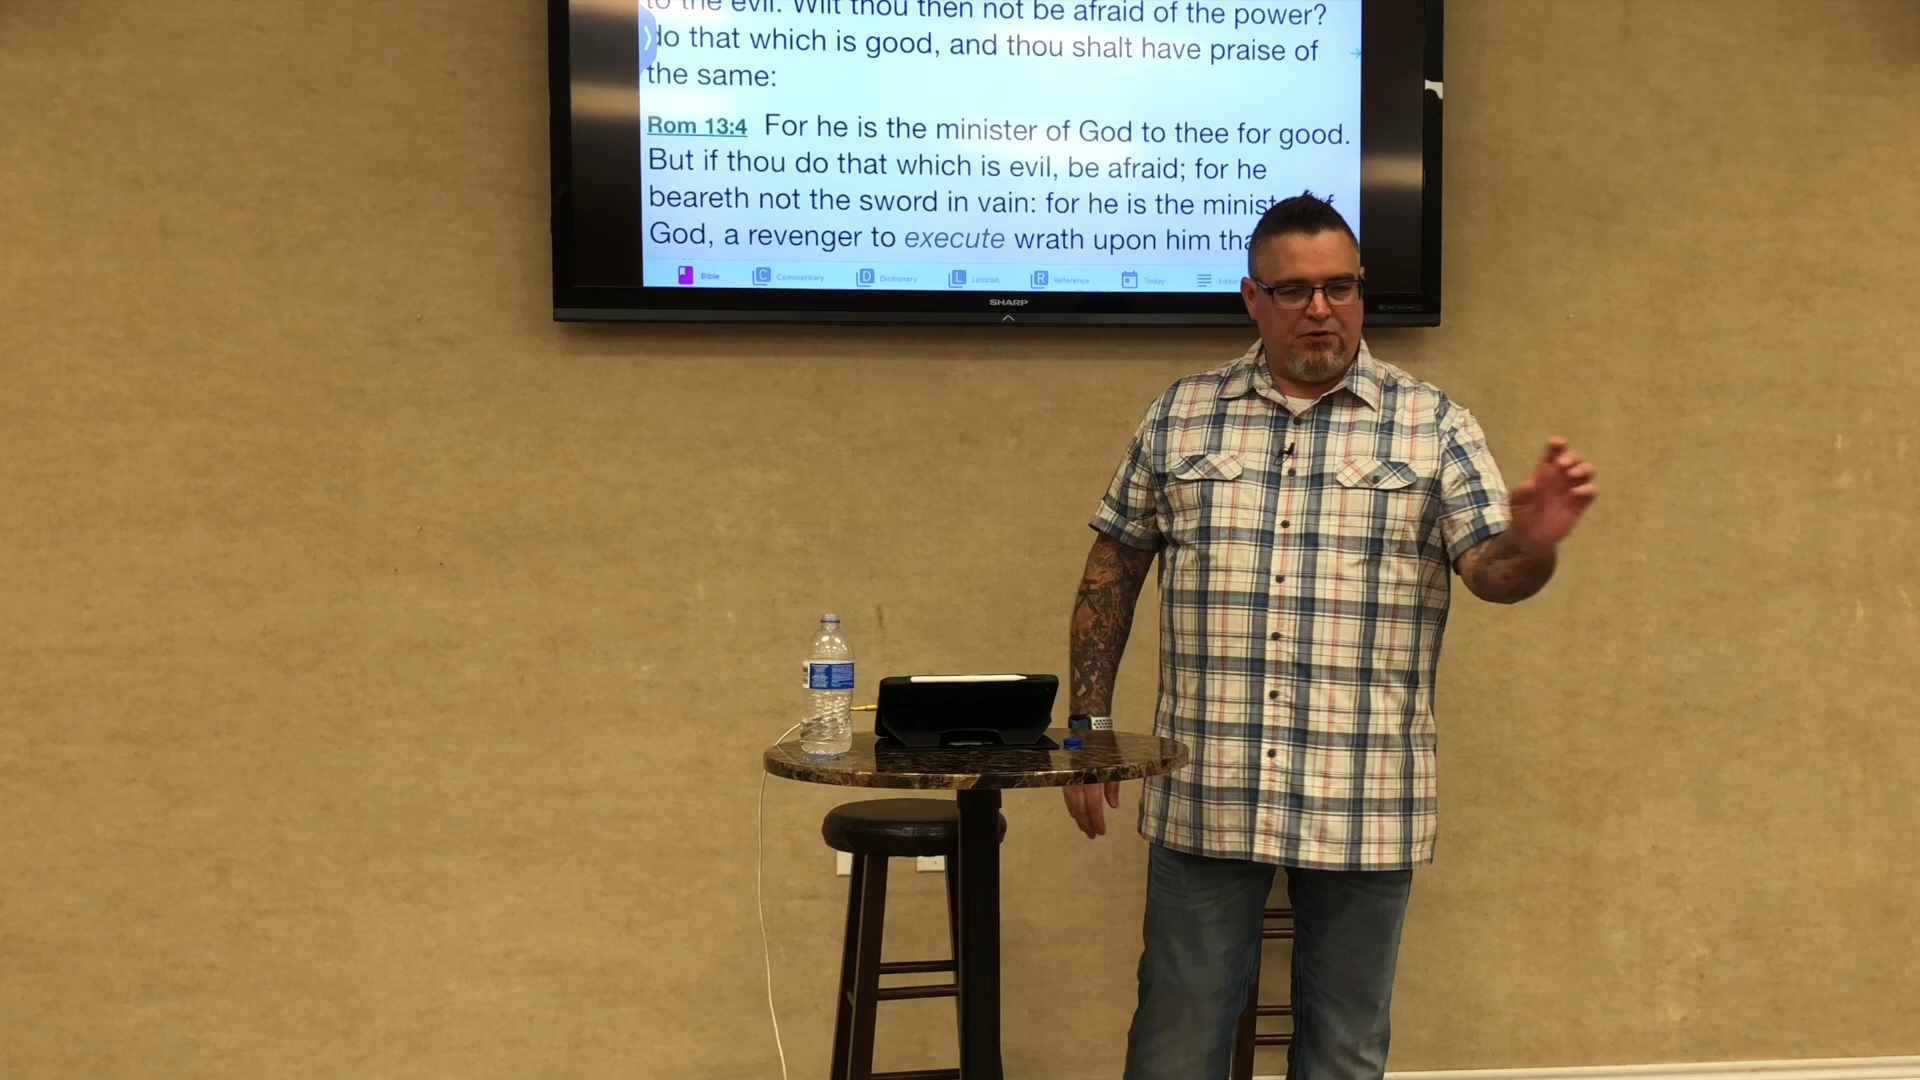 to the evil. Wilt thou then not be afraid of the power?
do that which is good, and thou shalt have praise of
the same:
Rom 13:4 For he is the minister of God to thee for good.
But if thou do that which is evil, be afraid; for he
beareth not the sword in vain: for he is the
God, a revenger to execute wrath upon him
Bible Commentary Dictionary Lexicon Reference Today
SHARP